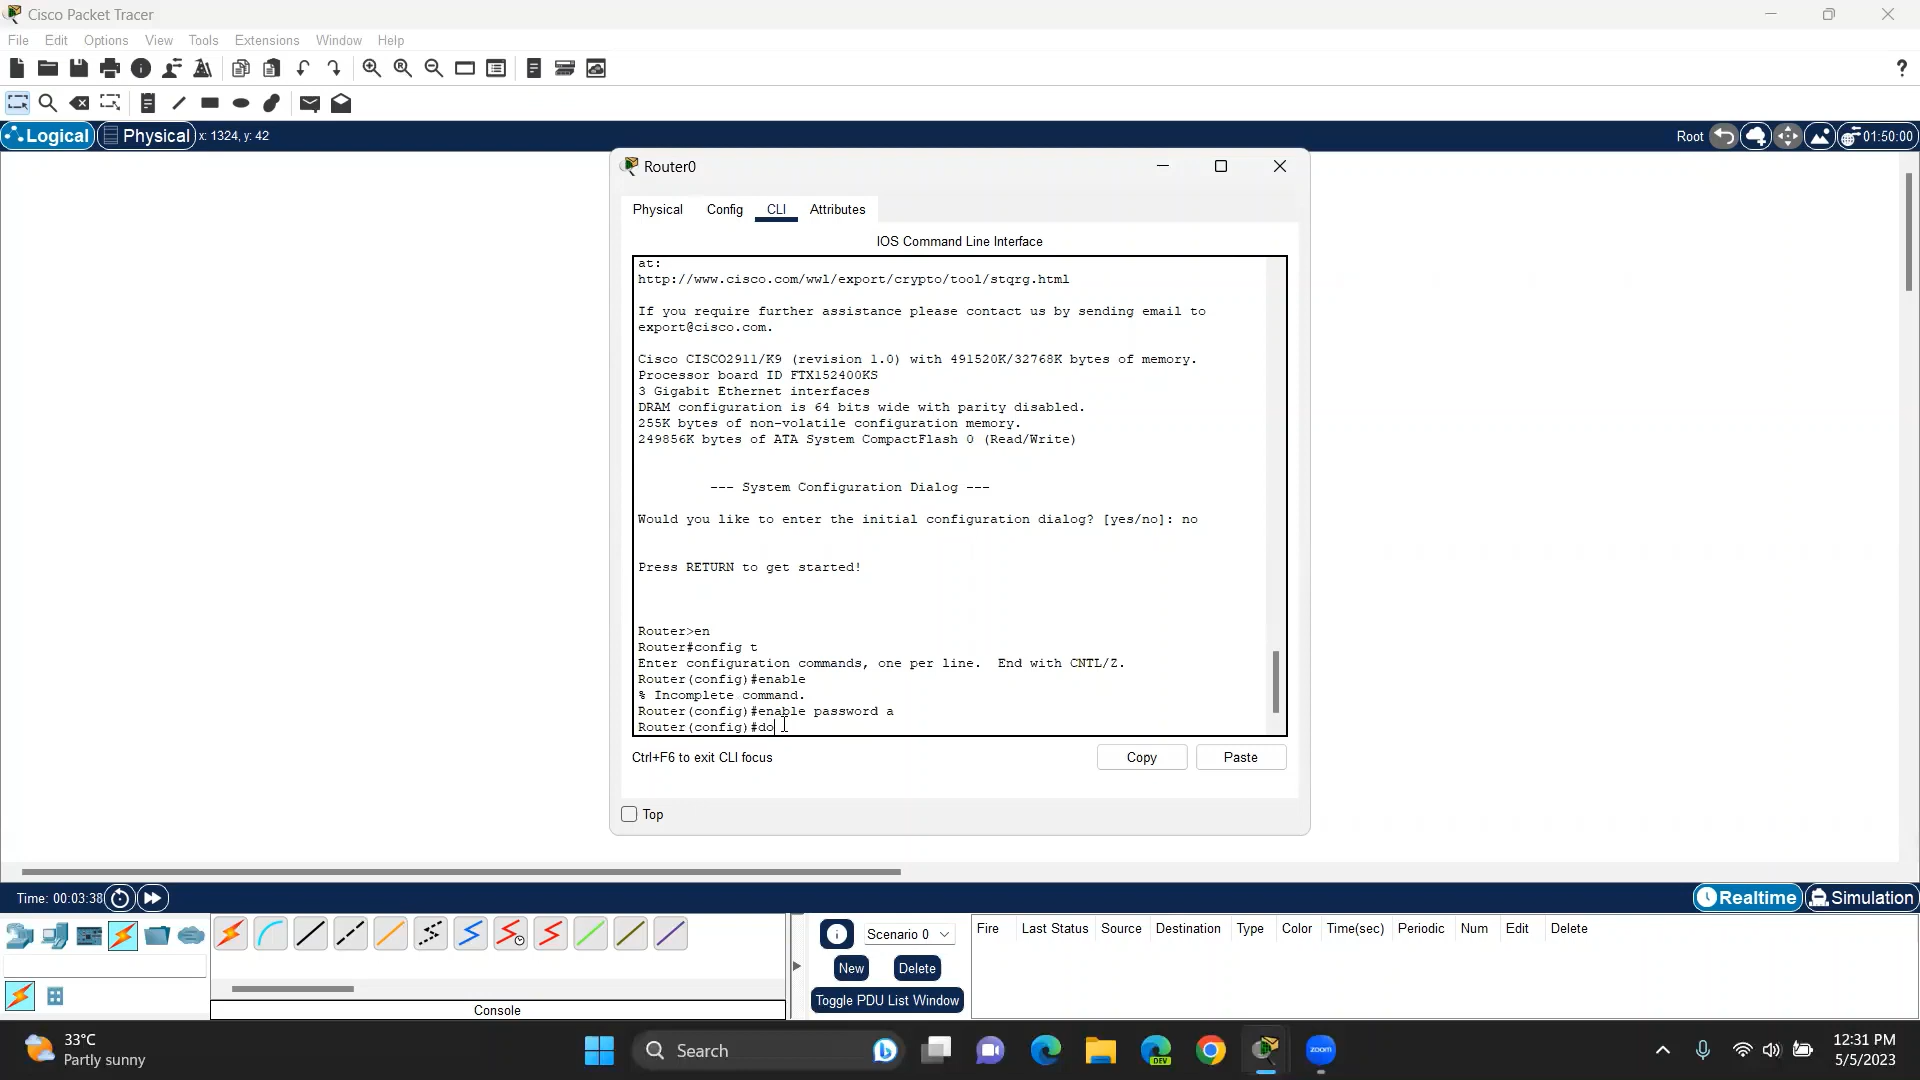 Cisco Packet Tracer
File Edit Options View Tools Extensions Window Help
?
Logical Physical x: 1324, y: 42 Root 01:50:00
Router0
Physical Config CLI Attributes
IOS Command Line Interface
at:
http://www.cisco.com/wwl/export/crypto/tool/stqrg.html
If you require further assistance please contact us by sending email to
export@cisco.com.
Cisco CISCO2911/K9 (revision 1.0) with 491520K/32768K bytes of memory.
Processor board ID FTX152400KS
3 Gigabit Ethernet interfaces
DRAM configuration is 64 bits wide with parity disabled.
255K bytes of non-volatile configuration memory.
249856K bytes of ATA System CompactFlash 0 (Read/Write)
--- System Configuration Dialog ---
Would you like to enter the initial configuration dialog? [yes/no]: no
Press RETURN to get started!
Router>en
Router#config t
Enter configuration commands, one per line.  End with CNTL/Z.
Router(config)#enable
% Incomplete command.
Router(config)#enable password a
Router(config)#do
Ctrl+F6 to exit CLI focus Copy Paste
Top
Time: 00:03:38 Realtime Simulation
Scenario 0
New Delete
Toggle PDU List Window
Fire Last Status Source Destination Type Color Time(sec) Periodic Num Edit Delete
Console
33°C
Partly sunny
Search
DEV
zoom
12:31 PM
5/5/2023